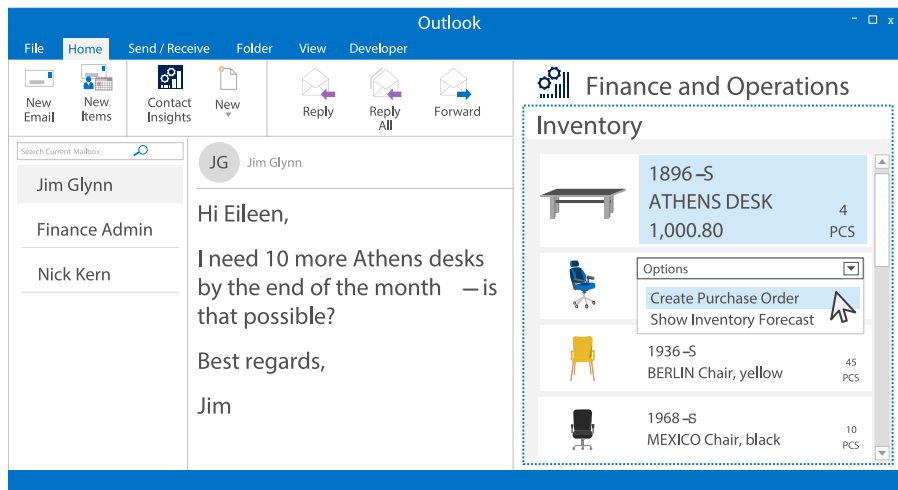 Outlook
File Home Send / Receive Folder View Developer
New Email
New Items
Contact Insights
New
Reply
Reply All
Forward
Search Current Mailbox
Jim Glynn
Finance Admin
Nick Kern
JG Jim Glynn
Hi Eileen,
I need 10 more Athens desks
by the end of the month – is
that possible?
Best regards,
Jim
Finance and Operations
Inventory
1896 –S
ATHENS DESK
1,000.80
4
PCS
Options
Create Purchase Order
Show Inventory Forecast
1936 –S
BERLIN Chair, yellow
45
PCS
1968 –S
MEXICO Chair, black
10
PCS